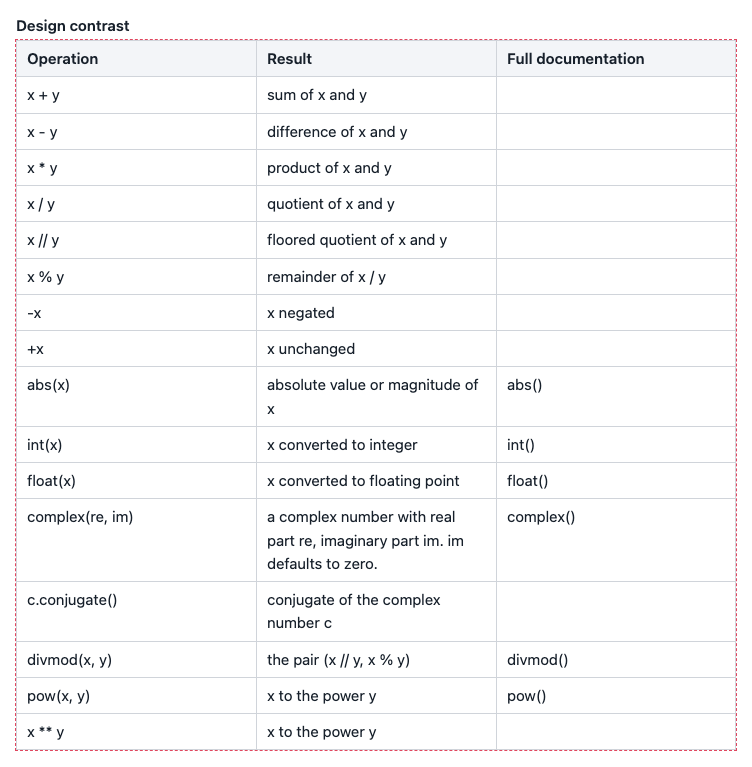 Design contrast
Operation Result Full documentation
x + y sum of x and y
x - y difference of x and y
x * y product of x and y
x / y quotient of x and y
x // y floored quotient of x and y
x % y remainder of x / y
-x x negated
+x x unchanged
abs(x) absolute value or magnitude of abs()
x
int(x) x converted to integer int()
float(x) x converted to floating point float()
complex(re, im) a complex number with real complex()
part re, imaginary part im. im
defaults to zero.
c.conjugate() conjugate of the complex
number c
divmod(x, y) the pair (x // y, x % y) divmod()
pow(x, y) x to the power y pow()
x ** y x to the power y